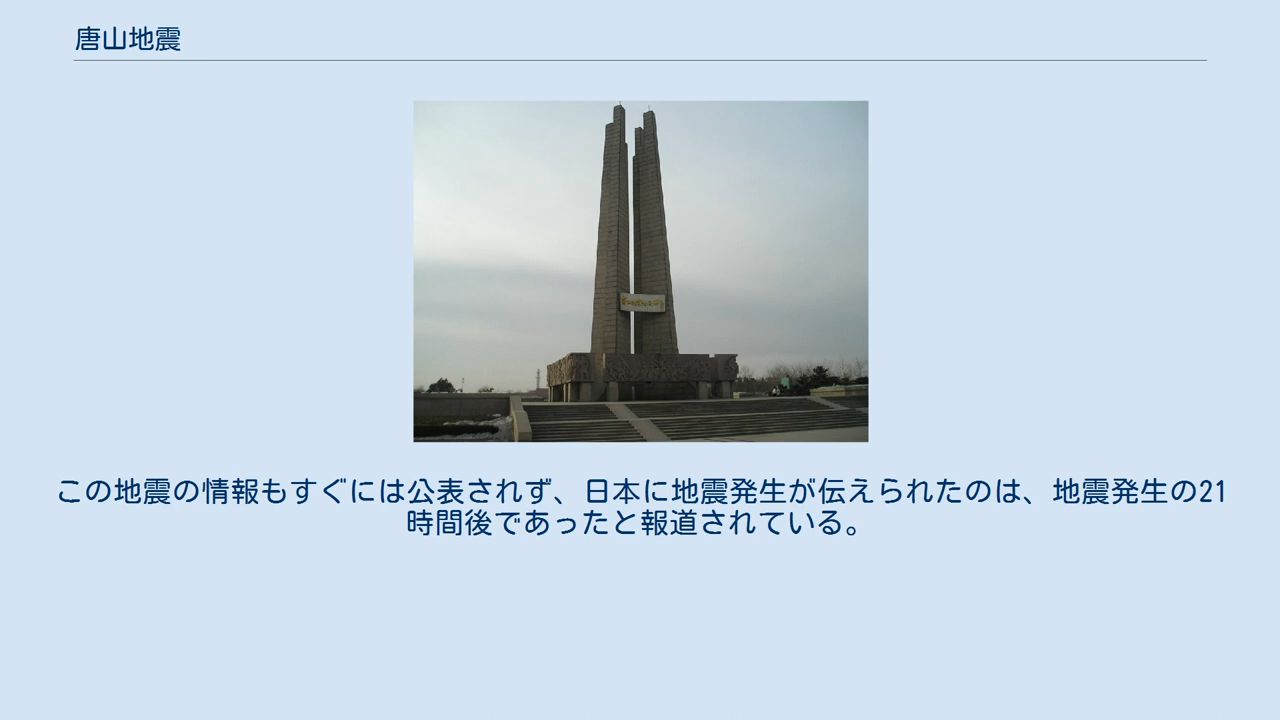 唐山地震
この地震の情報もすぐには公表されず、日本に地震発生が伝えられたのは、地震発生の21
時間後であったと報道されている。